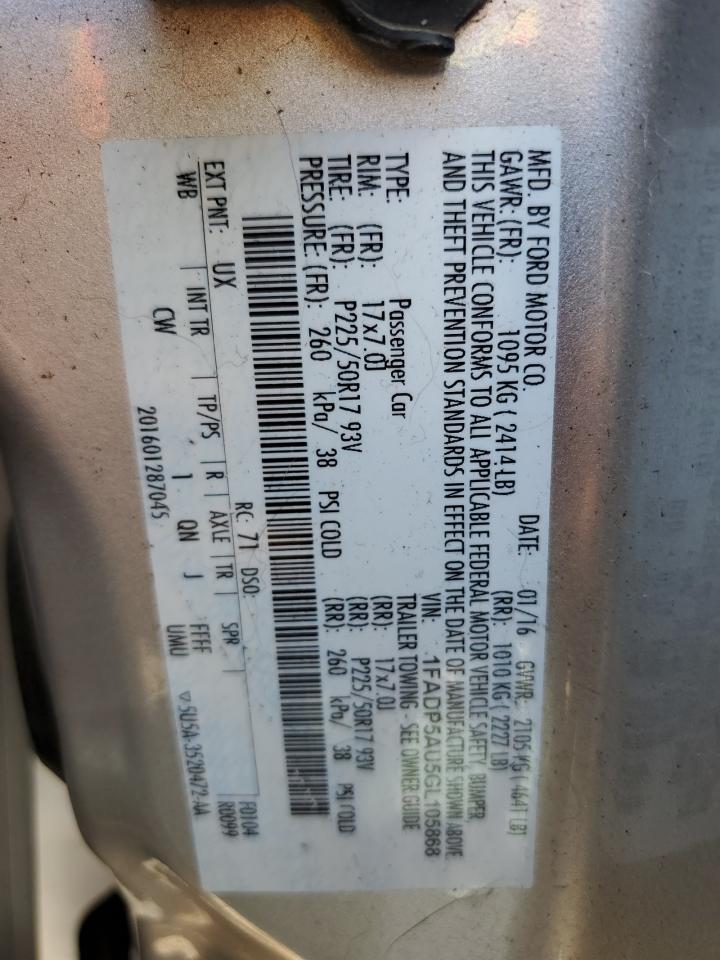 MFD. BY FORD MOTOR CO. DATE: 01/16 GVWR: 2105 KG ( 4641 LB)
GAWR: (FR): 1095 KG ( 2414 LB) (RR): 1010 KG ( 2227 LB)
THIS VEHICLE CONFORMS TO ALL APPLICABLE FEDERAL MOTOR VEHICLE SAFETY, BUMPER
AND THEFT PREVENTION STANDARDS IN EFFECT ON THE DATE OF MANUFACTURE SHOWN ABOVE.
VIN: 1FADP5AU5GL105868
TYPE: Passenger Car TRAILER TOWING - SEE OWNER GUIDE
RIM: (FR): 17x7.0J (RR): 17x7.0J
TIRE: (FR): P225/50R17 93V (RR): P225/50R17 93V
PRESSURE: (FR): 260 kPa/ 38 PSI COLD (RR): 260 kPa/ 38 PSI COLD
EXT PNT: UX RC: 71 DSO: F0104
WB INT TR TP/PS R AXLE TR SPR R0099
CW 1 QN J FFFF
201601287045 UMU ▽5U5A-3520472-AA